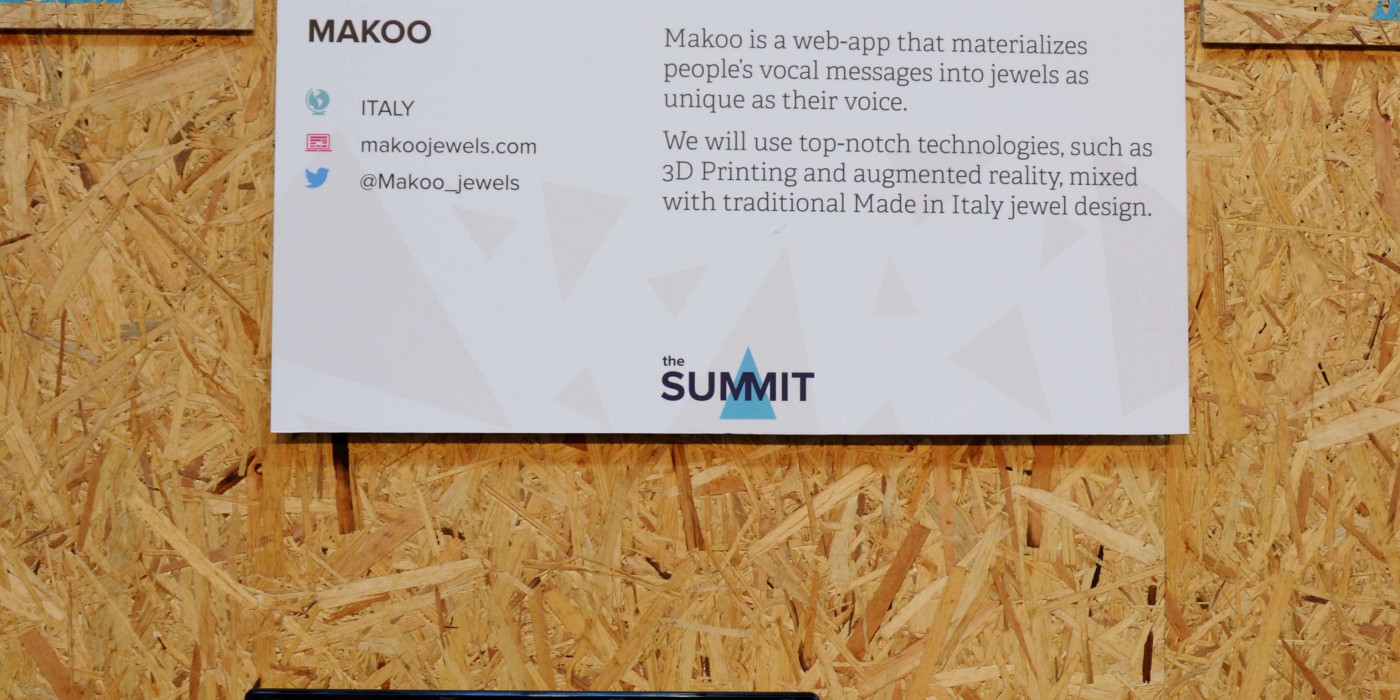 MAKOO
ITALY
makoojewels.com
@Makoo_jewels
Makoo is a web-app that materializes
people's vocal messages into jewels as
unique as their voice.
We will use top-notch technologies, such as
3D Printing and augmented reality, mixed
with traditional Made in Italy jewel design.
the
SUMMIT